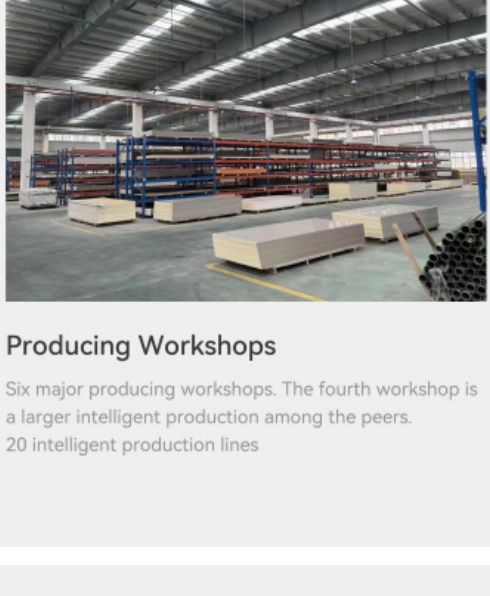 Producing Workshops
Six major producing workshops. The fourth workshop is
a larger intelligent production among the peers.
20 intelligent production lines